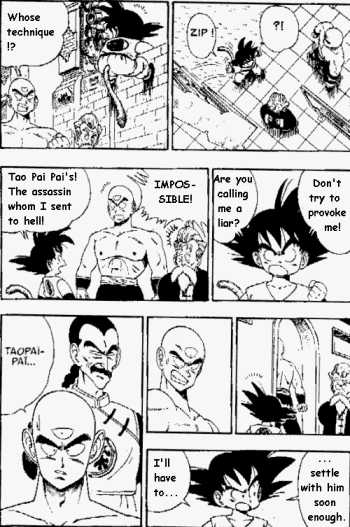 Whose
technique
!?
ZIP!
?!
Tao Pai Pai's!
The assassin
whom I sent
to hell!
IMPOS-
SIBLE!
Are you
calling
me a
liar?
Don't
try to
provoke
me!
TAOPAI-
PAI...
I'll
have
to...
...
settle
with him
soon
enough.